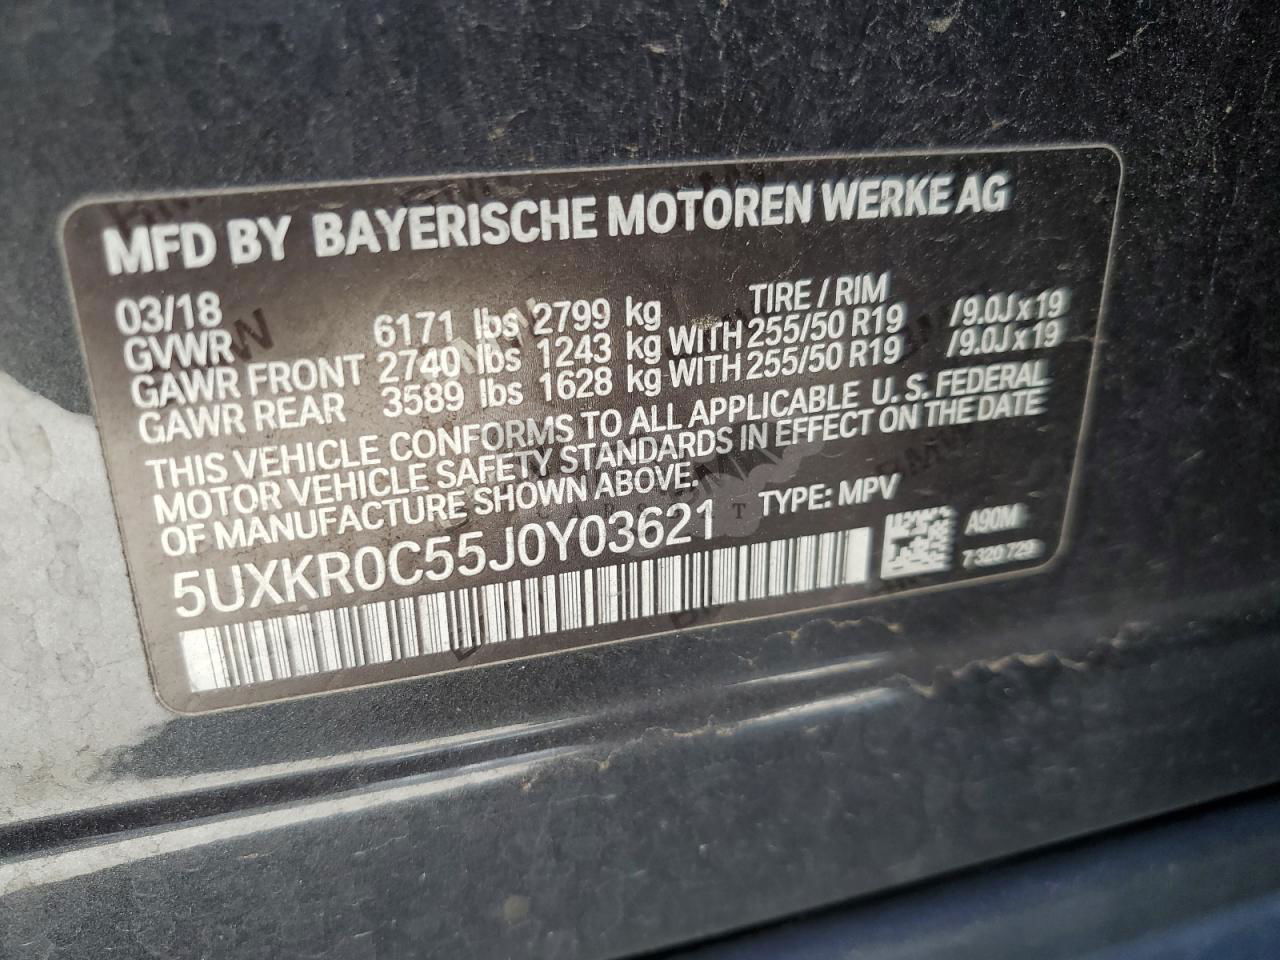 MFD BY BAYERISCHE MOTOREN WERKE AG
03/18 TIRE / RIM
GVWR 6171 lbs 2799 kg
GAWR FRONT 2740 lbs 1243 kg WITH 255/50 R19 /9.0J x 19
GAWR REAR 3589 lbs 1628 kg WITH 255/50 R19 /9.0J x 19
THIS VEHICLE CONFORMS TO ALL APPLICABLE U. S. FEDERAL
MOTOR VEHICLE SAFETY STANDARDS IN EFFECT ON THE DATE
OF MANUFACTURE SHOWN ABOVE.
TYPE: MPV
5UXKR0C55J0Y03621
A90M
7 320 729